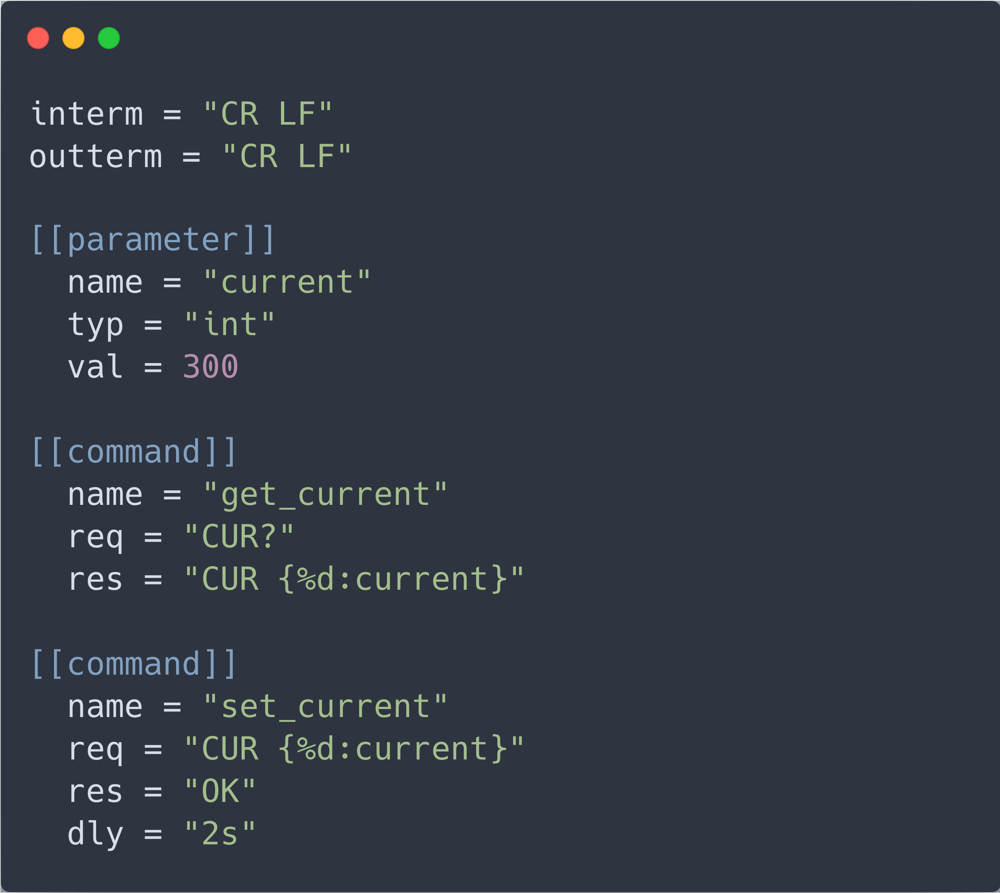 interm = "CR LF"
outterm = "CR LF"
[[parameter]]
  name = "current"
  typ = "int"
  val = 300
[[command]]
  name = "get_current"
  req = "CUR?"
  res = "CUR {%d:current}"
[[command]]
  name = "set_current"
  req = "CUR {%d:current}"
  res = "OK"
  dly = "2s"